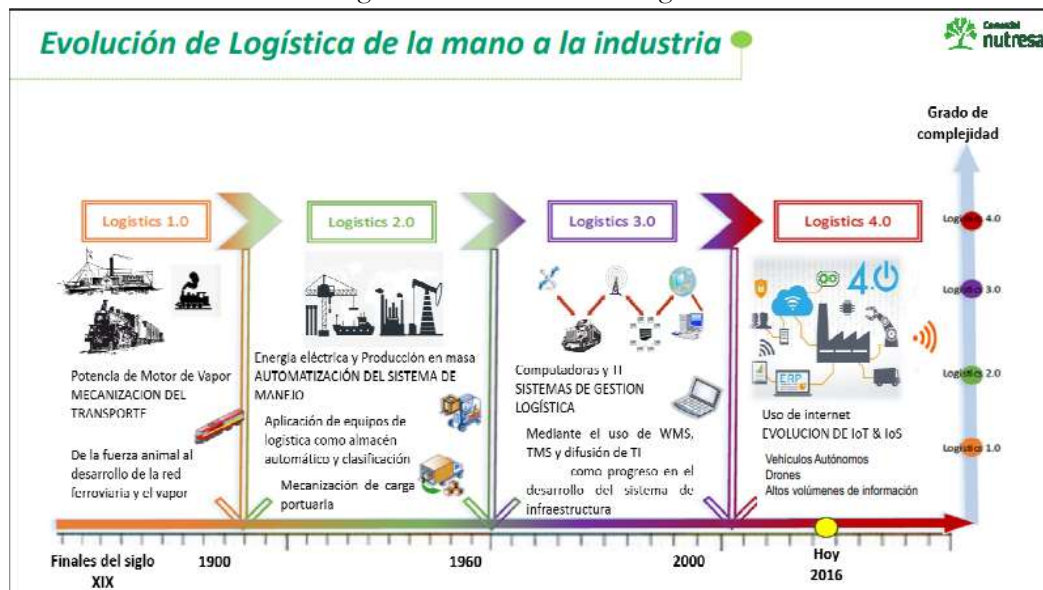 Evolución de Logística de la mano a la industria
Comercial
nutresa
Grado de
complejidad
Logistics 1.0
Logistics 2.0
Logistics 3.0
Logistics 4.0
Logistics 4.0
Logistics 3.0
Logistics 2.0
Logistics 1.0
Potencia de Motor de Vapor
MECANIZACION DEL
TRANSPORTE
De la fuerza animal al
desarrollo de la red
ferroviaria y el vapor
Energía eléctrica y Producción en masa
AUTOMATIZACIÓN DEL SISTEMA DE
MANEJO
Aplicación de equipos de
logística como almacén
automático y clasificación
Mecanización de carga
portuaria
Computadoras y TI
SISTEMAS DE GESTION
LOGÍSTICA
Mediante el uso de WMS,
TMS y difusión de TI
como progreso en el
desarrollo del sistema de
infraestructura
4.0
ERP
Uso de internet
EVOLUCION DE IoT & IoS
Vehículos Autónomos
Drones
Altos volúmenes de información
Finales del siglo
XIX
1900
1960
2000
Hoy
2016